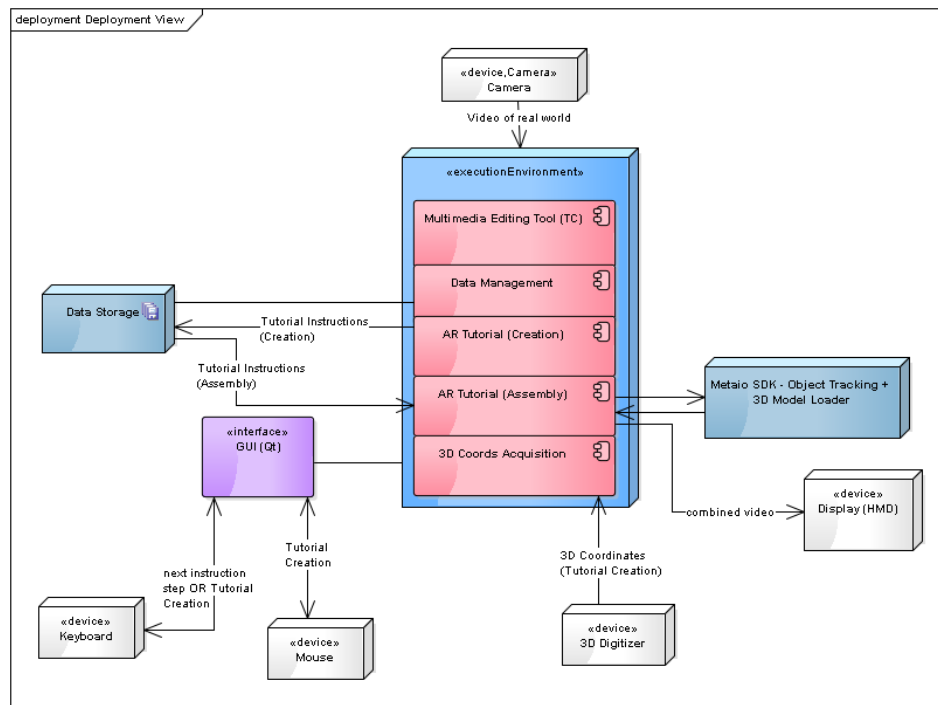 deployment Deployment View
«device,Camera»
Camera
Video of real world
«executionEnvironment»
Multimedia Editing Tool (TC)
Data Management
Data Storage
Tutorial Instructions
(Creation)
AR Tutorial (Creation)
Tutorial Instructions
(Assembly)
AR Tutorial (Assembly)
Metaio SDK - Object Tracking +
3D Model Loader
«interface»
GUI (Qt)
3D Coords Acquisition
«device»
Display (HMD)
combined video
Tutorial
Creation
3D Coordinates
(Tutorial Creation)
next instruction
step OR Tutorial
Creation
«device»
Keyboard
«device»
Mouse
«device»
3D Digitizer